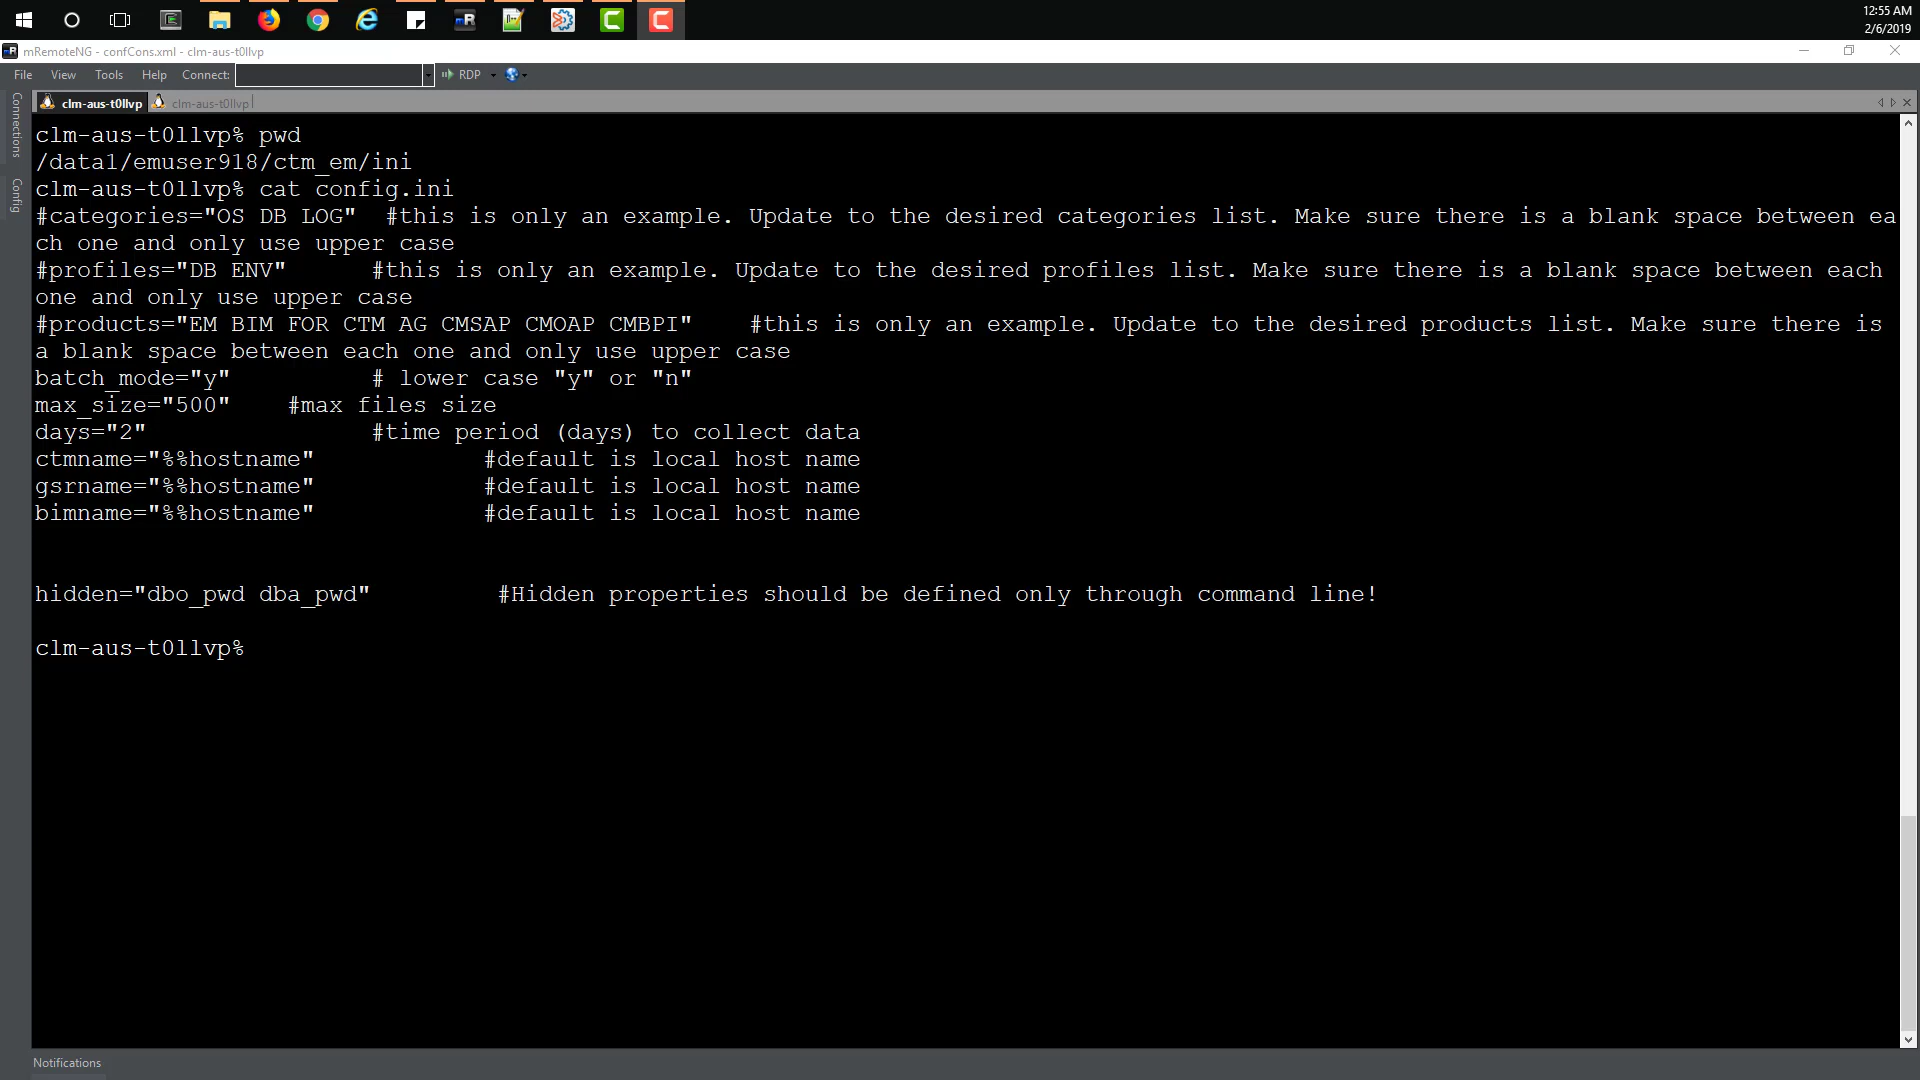 12:55 AM
2/6/2019
mRemoteNG - confCons.xml - clm-aus-t0llvp
File View Tools Help Connect: RDP
Connections
Config
clm-aus-t0llvp clm-aus-t0llvp
clm-aus-t0llvp% pwd
/data1/emuser918/ctm_em/ini
clm-aus-t0llvp% cat config.ini
#categories="OS DB LOG"  #this is only an example. Update to the desired categories list. Make sure there is a blank space between ea
ch one and only use upper case
#profiles="DB ENV"      #this is only an example. Update to the desired profiles list. Make sure there is a blank space between each
one and only use upper case
#products="EM BIM FOR CTM AG CMSAP CMOAP CMBPI"    #this is only an example. Update to the desired products list. Make sure there is
a blank space between each one and only use upper case
batch_mode="y"          # lower case "y" or "n"
max_size="500"    #max files size
days="2"                #time period (days) to collect data
ctmname="%%hostname"            #default is local host name
gsrname="%%hostname"            #default is local host name
bimname="%%hostname"            #default is local host name
hidden="dbo_pwd dba_pwd"         #Hidden properties should be defined only through command line!
clm-aus-t0llvp%
Notifications